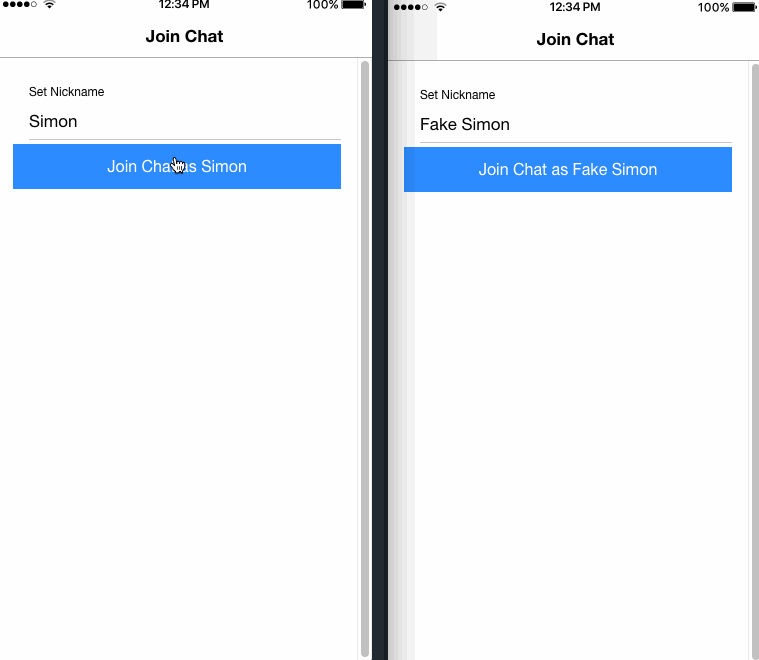 12:34 PM
100%
Join Chat
Set Nickname
Simon
Join Chat as Simon
12:34 PM
100%
Join Chat
Set Nickname
Fake Simon
Join Chat as Fake Simon